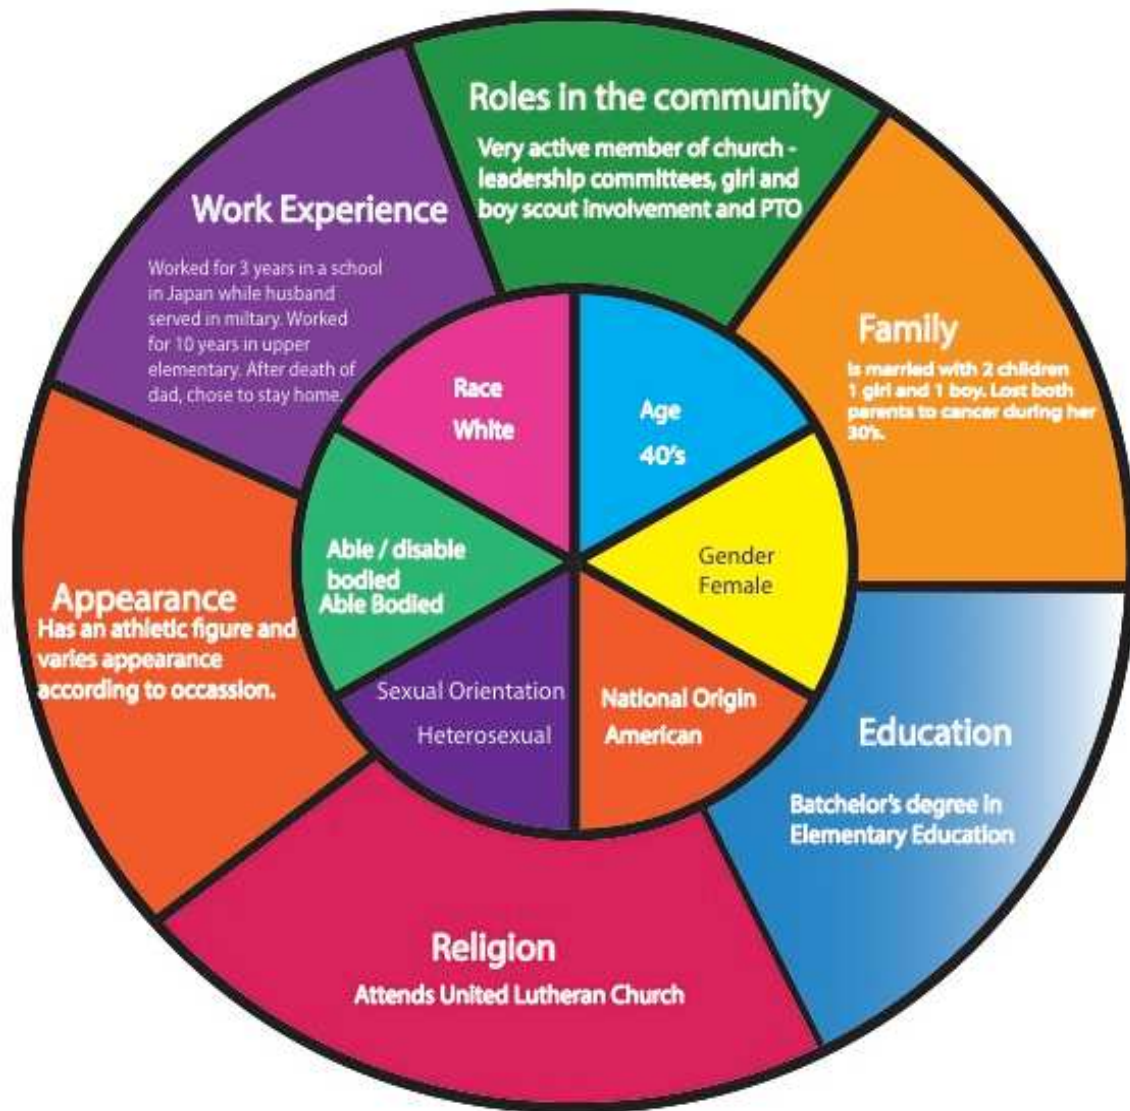 Roles in the community
Very active member of church -
leadership committees, girl and
boy scout involvement and PTO
Work Experience
Worked for 3 years in a school
in Japan while husband
served in miltary. Worked
for 10 years in upper
elementary. After death of
dad, chose to stay home.
Family
Is married with 2 children
1 girl and 1 boy. Lost both
parents to cancer during her
30's.
Race
White
Age
40's
Able / disable
bodied
Able Bodied
Gender
Female
Appearance
Has an athletic figure and
varies appearance
according to occassion.
Sexual Orientation
Heterosexual
National Origin
American
Education
Batchelor's degree in
Elementary Education
Religion
Attends United Lutheran Church